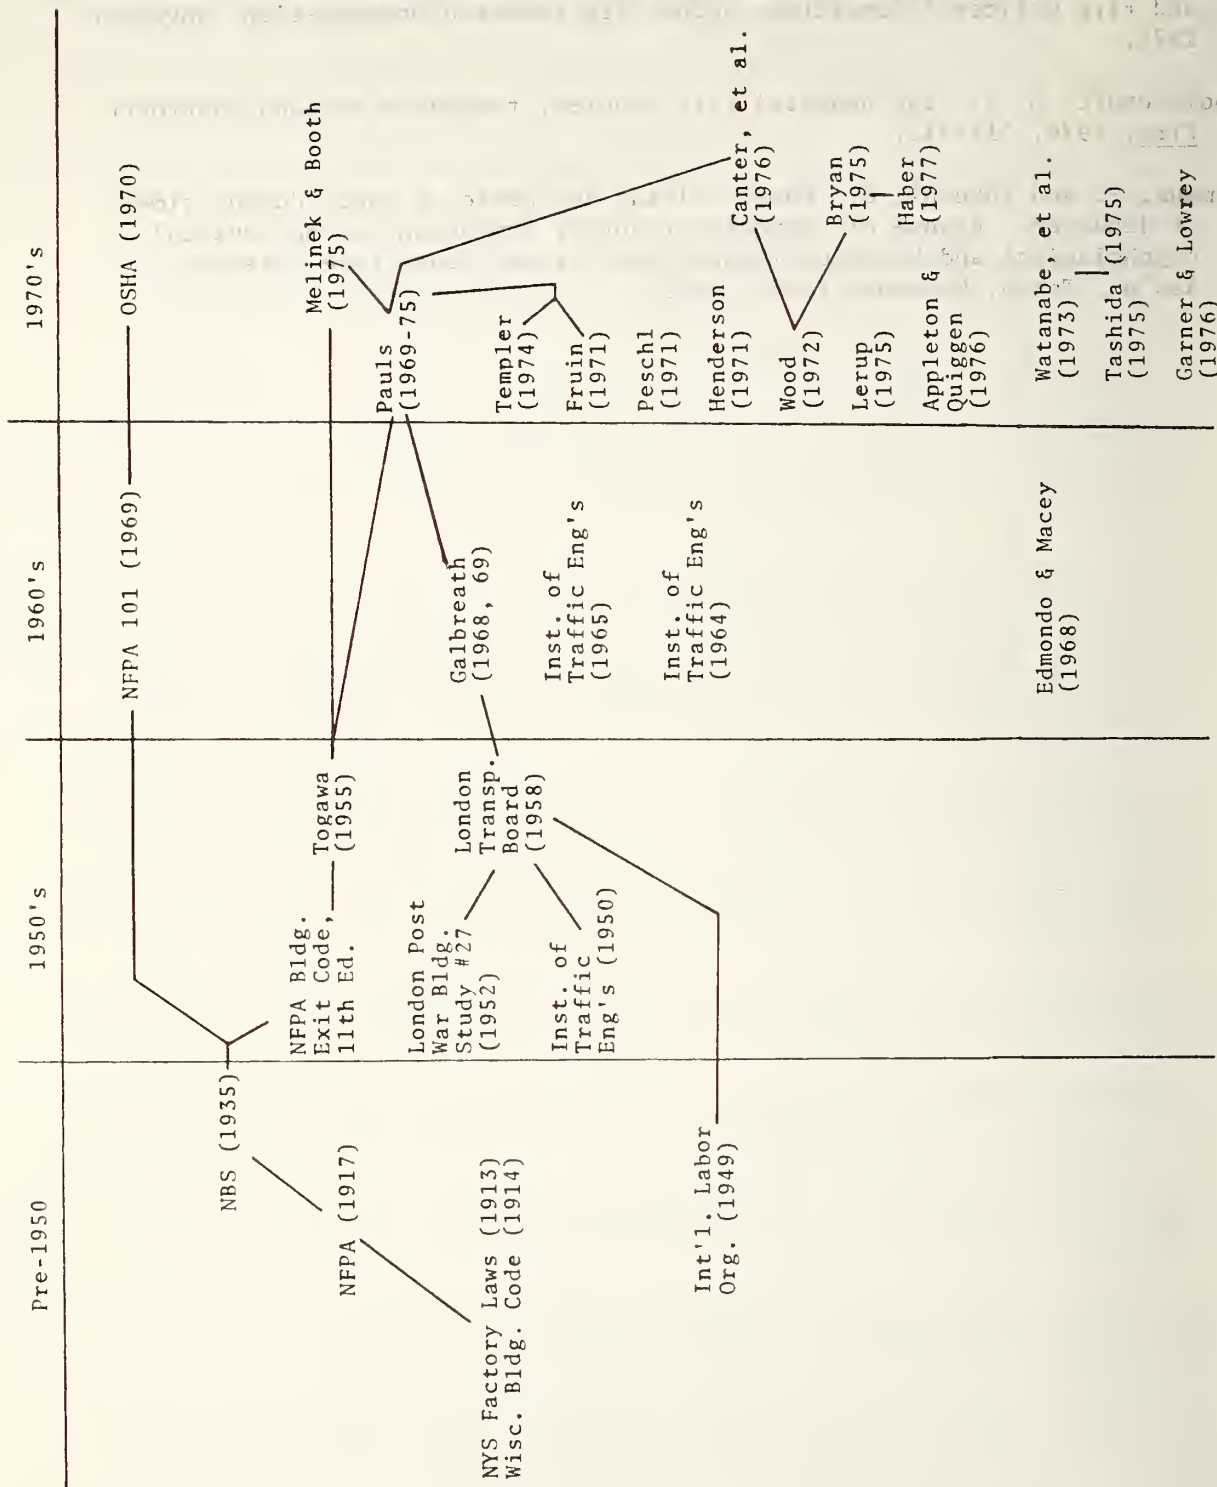 Pre-1950
1950's
1960's
1970's
NBS (1935)
NFPA (1917)
NYS Factory Laws (1913)
Wisc. Bldg. Code (1914)
Int'l. Labor
Org. (1949)
NFPA Bldg.
Exit Code,
11th Ed.
Togawa
(1955)
London Post
War Bldg.
Study #27
(1952)
London
Transp.
Board
(1958)
Inst. of
Traffic
Eng's (1950)
NFPA 101 (1969)
Galbreath
(1968, 69)
Inst. of
Traffic Eng's
(1965)
Inst. of
Traffic Eng's
(1964)
Edmondo & Macey
(1968)
OSHA (1970)
Melinek & Booth
(1975)
Pauls
(1969-75)
Templer
(1974)
Fruin
(1971)
Peschl
(1971)
Henderson
(1971)
Canter, et al.
(1976)
Wood
(1972)
Bryan
(1975)
Lerup
(1975)
Haber
(1977)
Appleton &
Quiggen
(1976)
Watanabe, et al.
(1973)
Tashida (1975)
(1975)
Garner & Lowrey
(1976)